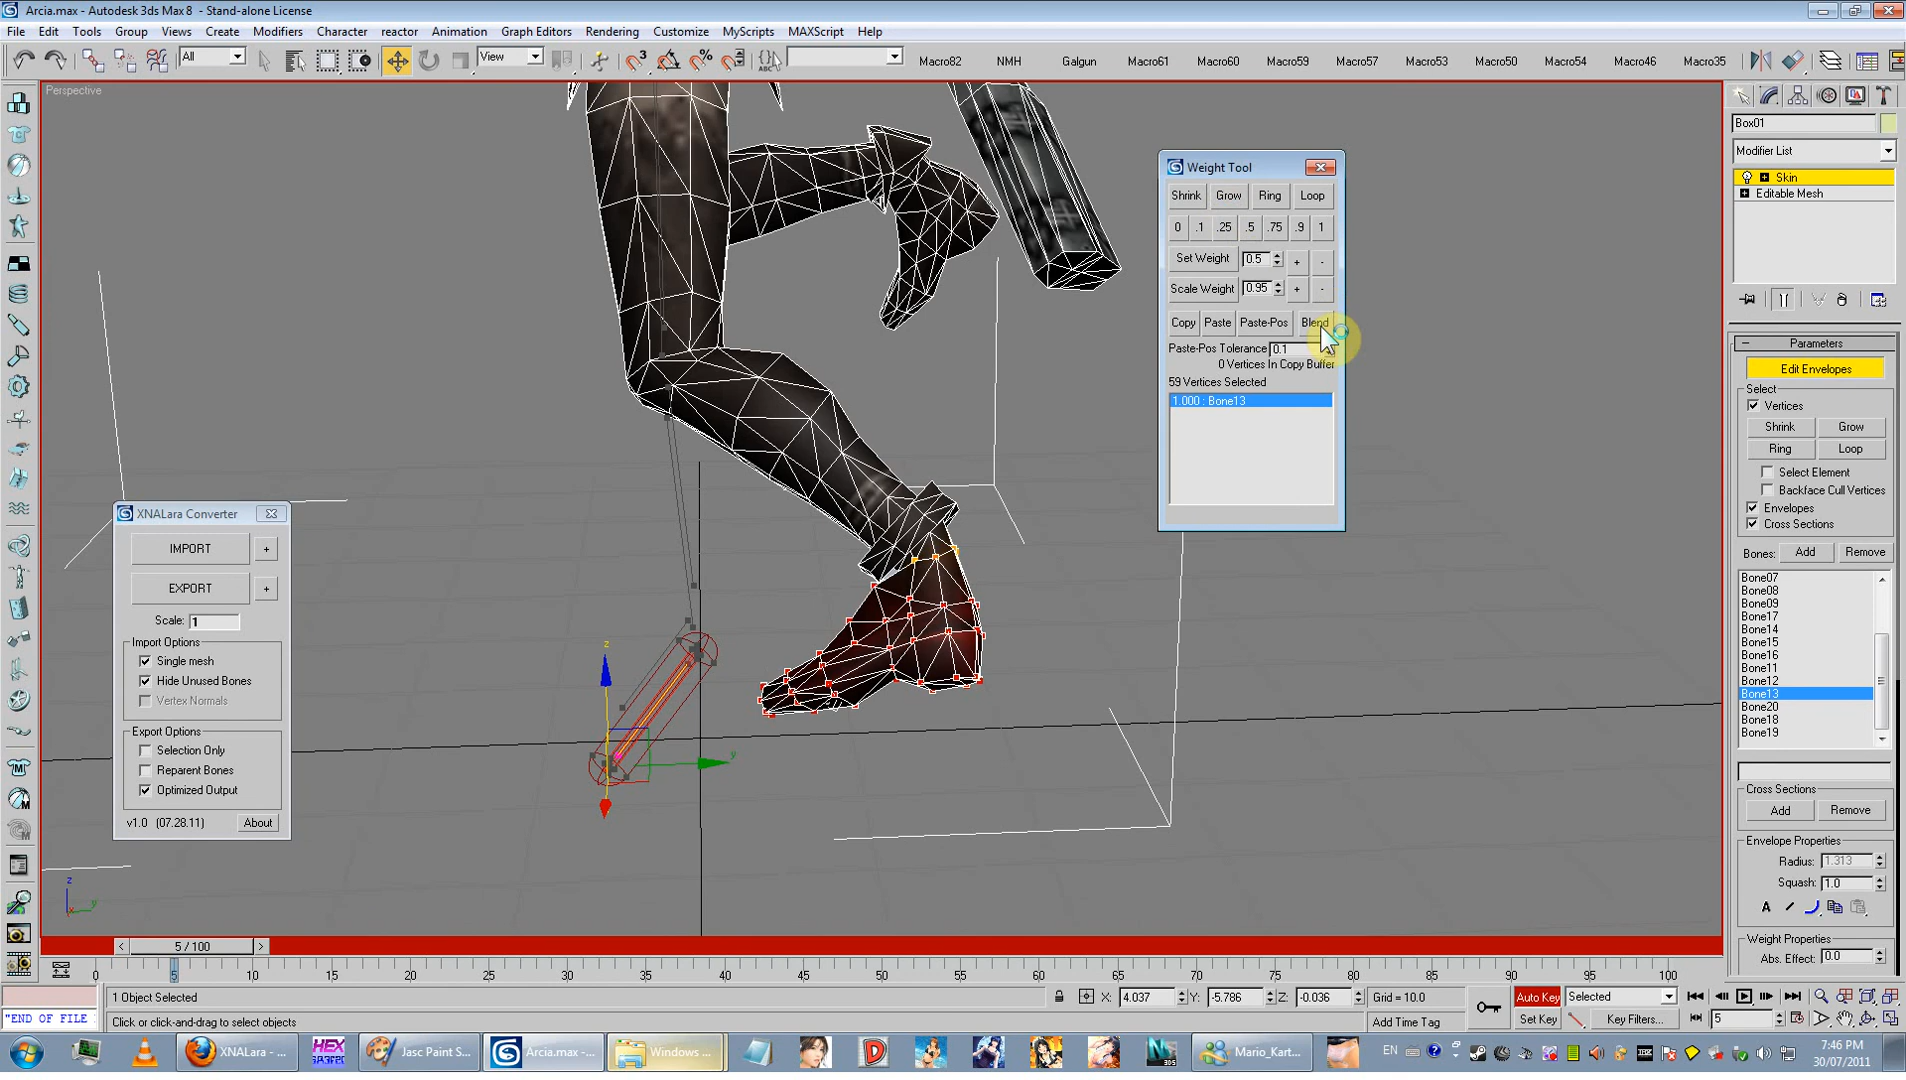 Arcia.max - Autodesk 3ds Max 8 - Stand-alone License
File Edit Tools Group Views Create Modifiers Character reactor Animation Graph Editors Rendering Customize MyScripts MAXScript Help
All View Macro82 NMH Galgun Macro61 Macro60 Macro59 Macro57 Macro53 Macro50 Macro54 Macro46 Macro35
Perspective
Box01
Modifier List
Skin
Editable Mesh
Weight Tool
Shrink Grow Ring Loop
0 .1 .25 .5 .75 .9 1
Set Weight 0.5 + -
Scale Weight 0.95 + -
Copy Paste Paste-Pos Blend
Paste-Pos Tolerance 0.1
0 Vertices In Copy Buffer
59 Vertices Selected
1.000 : Bone13
Parameters
Edit Envelopes
Select
Vertices
Shrink Grow
Ring Loop
Select Element
Backface Cull Vertices
Envelopes
Cross Sections
Bones: Add Remove
Bone07
Bone08
Bone09
Bone17
Bone14
Bone15
Bone16
Bone11
Bone12
Bone13
Bone20
Bone18
Bone19
Cross Sections
Add Remove
Envelope Properties
Radius: 1.313
Squash: 1.0
Weight Properties
Abs. Effect: 0.0
XNALara Converter
IMPORT +
EXPORT +
Scale: 1
Import Options
Single mesh
Hide Unused Bones
Vertex Normals
Export Options
Selection Only
Reparent Bones
Optimized Output
v1.0 (07.28.11) About
z
y
z
y
x
5 / 100
0 5 10 15 20 25 30 35 40 45 50 55 60 65 70 75 80 85 90 95 100
1 Object Selected X: 4.037 Y: -5.786 Z: -0.036 Grid = 10.0 Auto Key Selected
"END OF FILE Click or click-and-drag to select objects Add Time Tag Set Key Key Filters... 5
XNALara - ... HEX Jasc Paint S... Arcia.max -... Windows ... Mario_Kart... EN 7:46 PM
30/07/2011